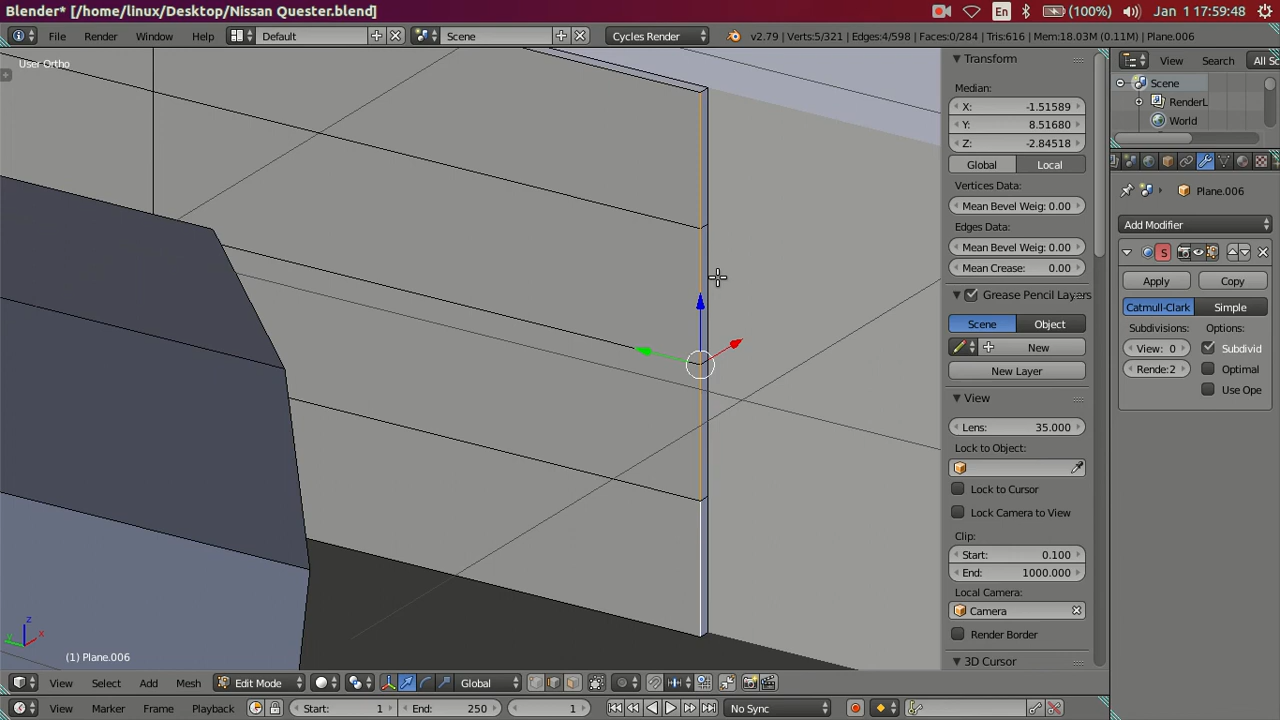 Blender* [/home/linux/Desktop/Nissan Quester.blend]
En
(100%)
Jan 1 17:59:48
File
Render
Window
Help
Default
Scene
Cycles Render
v2.79 | Verts:5/321 | Edges:4/598 | Faces:0/284 | Tris:616 | Mem:18.03M (0.11M) | Plane.006
User Ortho
Transform
Median:
X: -1.51589
Y: 8.51680
Z: -2.84518
Global
Local
Vertices Data:
Mean Bevel Weig: 0.00
Edges Data:
Mean Bevel Weig: 0.00
Mean Crease: 0.00
Grease Pencil Layers
Scene
Object
New
New Layer
View
Lens: 35.000
Lock to Object:
Lock to Cursor
Lock Camera to View
Clip:
Start: 0.100
End: 1000.000
Local Camera:
Camera
Render Border
3D Cursor
View
Search
All Sc
Scene
RenderL
World
Plane.006
Add Modifier
S
Apply
Copy
Catmull-Clark
Simple
Subdivisions:
Options:
View: 0
Subdivid
Rende:2
Optimal
Use Ope
z
x
y
(1) Plane.006
View
Select
Add
Mesh
Edit Mode
Global
View
Marker
Frame
Playback
Start: 1
End: 250
1
No Sync